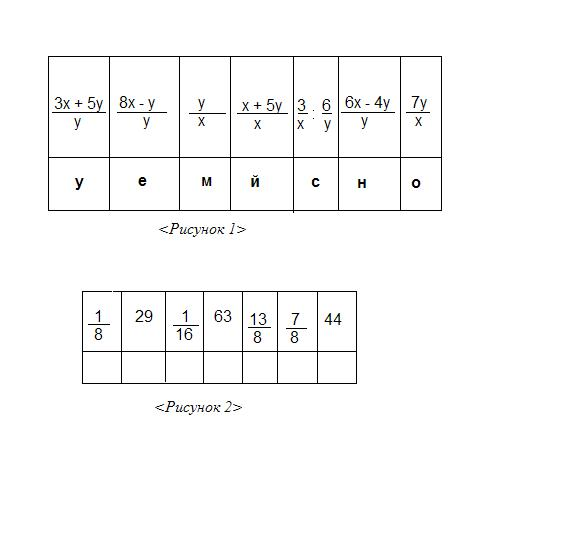 3x + 5y / y 8x - y / y y / x x + 5y / x 3 / x : 6 / y 6x - 4y / y 7y / x
у е м й с н о
<Рисунок 1>
1 / 8 29 1 / 16 63 13 / 8 7 / 8 44
<Рисунок 2>